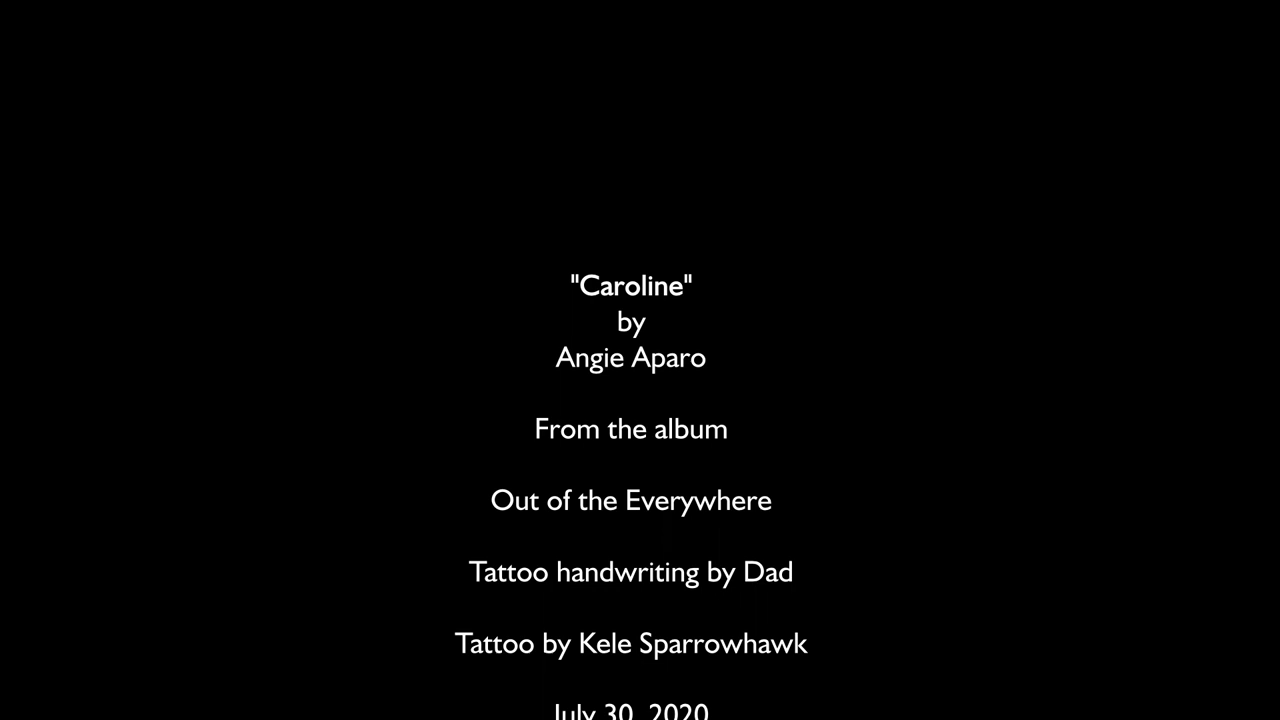 "Caroline"
by
Angie Aparo
From the album
Out of the Everywhere
Tattoo handwriting by Dad
Tattoo by Kele Sparrowhawk
July 30, 2020